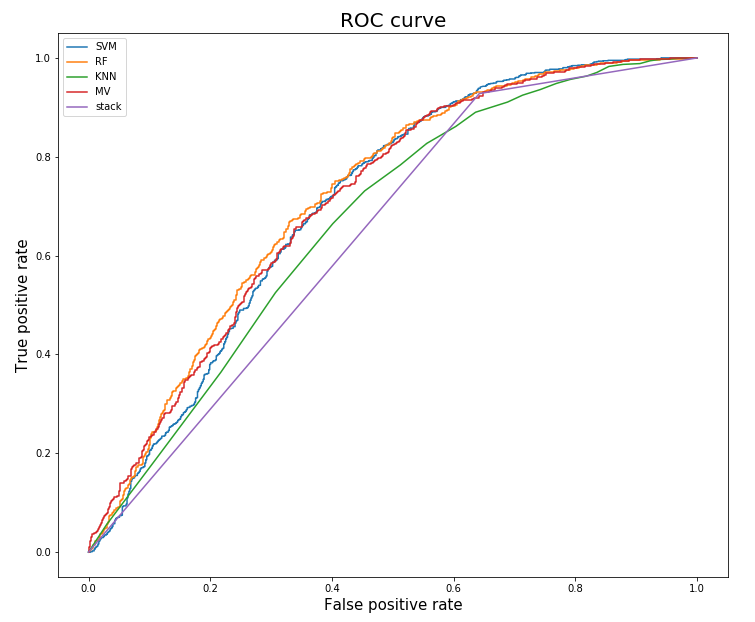 ROC curve
SVM
RF
KNN
MV
stack
True positive rate
1.0
0.8
0.6
0.4
0.2
0.0
0.0 0.2 0.4 0.6 0.8 1.0
False positive rate